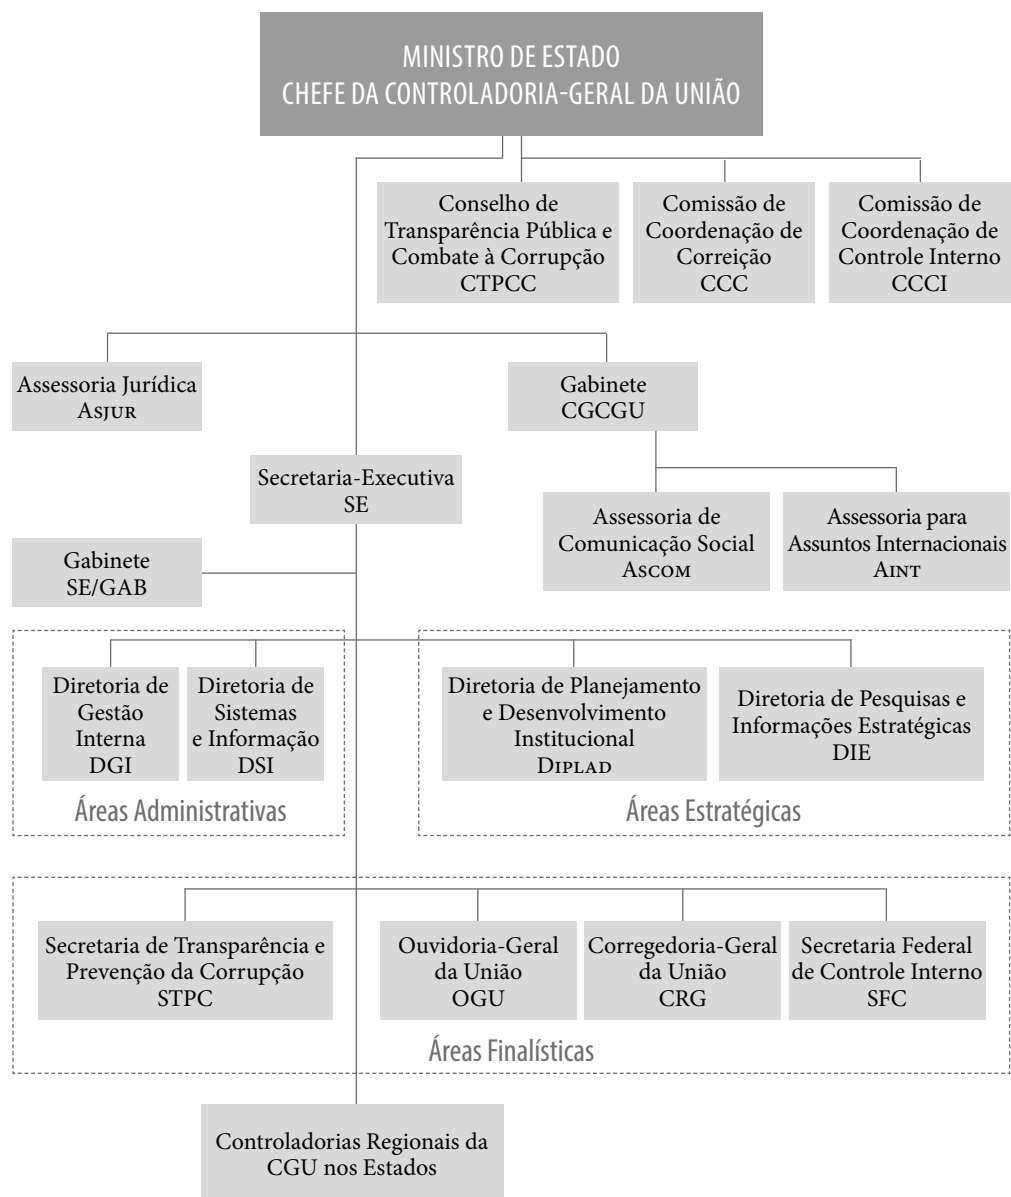 MINISTRO DE ESTADO
CHEFE DA CONTROLADORIA-GERAL DA UNIÃO
Conselho de
Transparência Pública e
Combate à Corrupção
CTPCC
Comissão de
Coordenação de
Correição
CCC
Comissão de
Coordenação de
Controle Interno
CCCI
Assessoria Jurídica
ASJUR
Gabinete
CGCGU
Secretaria-Executiva
SE
Assessoria de
Comunicação Social
ASCOM
Assessoria para
Assuntos Internacionais
AINT
Gabinete
SE/GAB
Diretoria de
Gestão
Interna
DGI
Diretoria de
Sistemas
e Informação
DSI
Áreas Administrativas
Diretoria de Planejamento
e Desenvolvimento
Institucional
DIPLAD
Diretoria de Pesquisas e
Informações Estratégicas
DIE
Áreas Estratégicas
Secretaria de Transparência e
Prevenção da Corrupção
STPC
Ouvidoria-Geral
da União
OGU
Corregedoria-Geral
da União
CRG
Secretaria Federal
de Controle Interno
SFC
Áreas Finalísticas
Controladorias Regionais da
CGU nos Estados